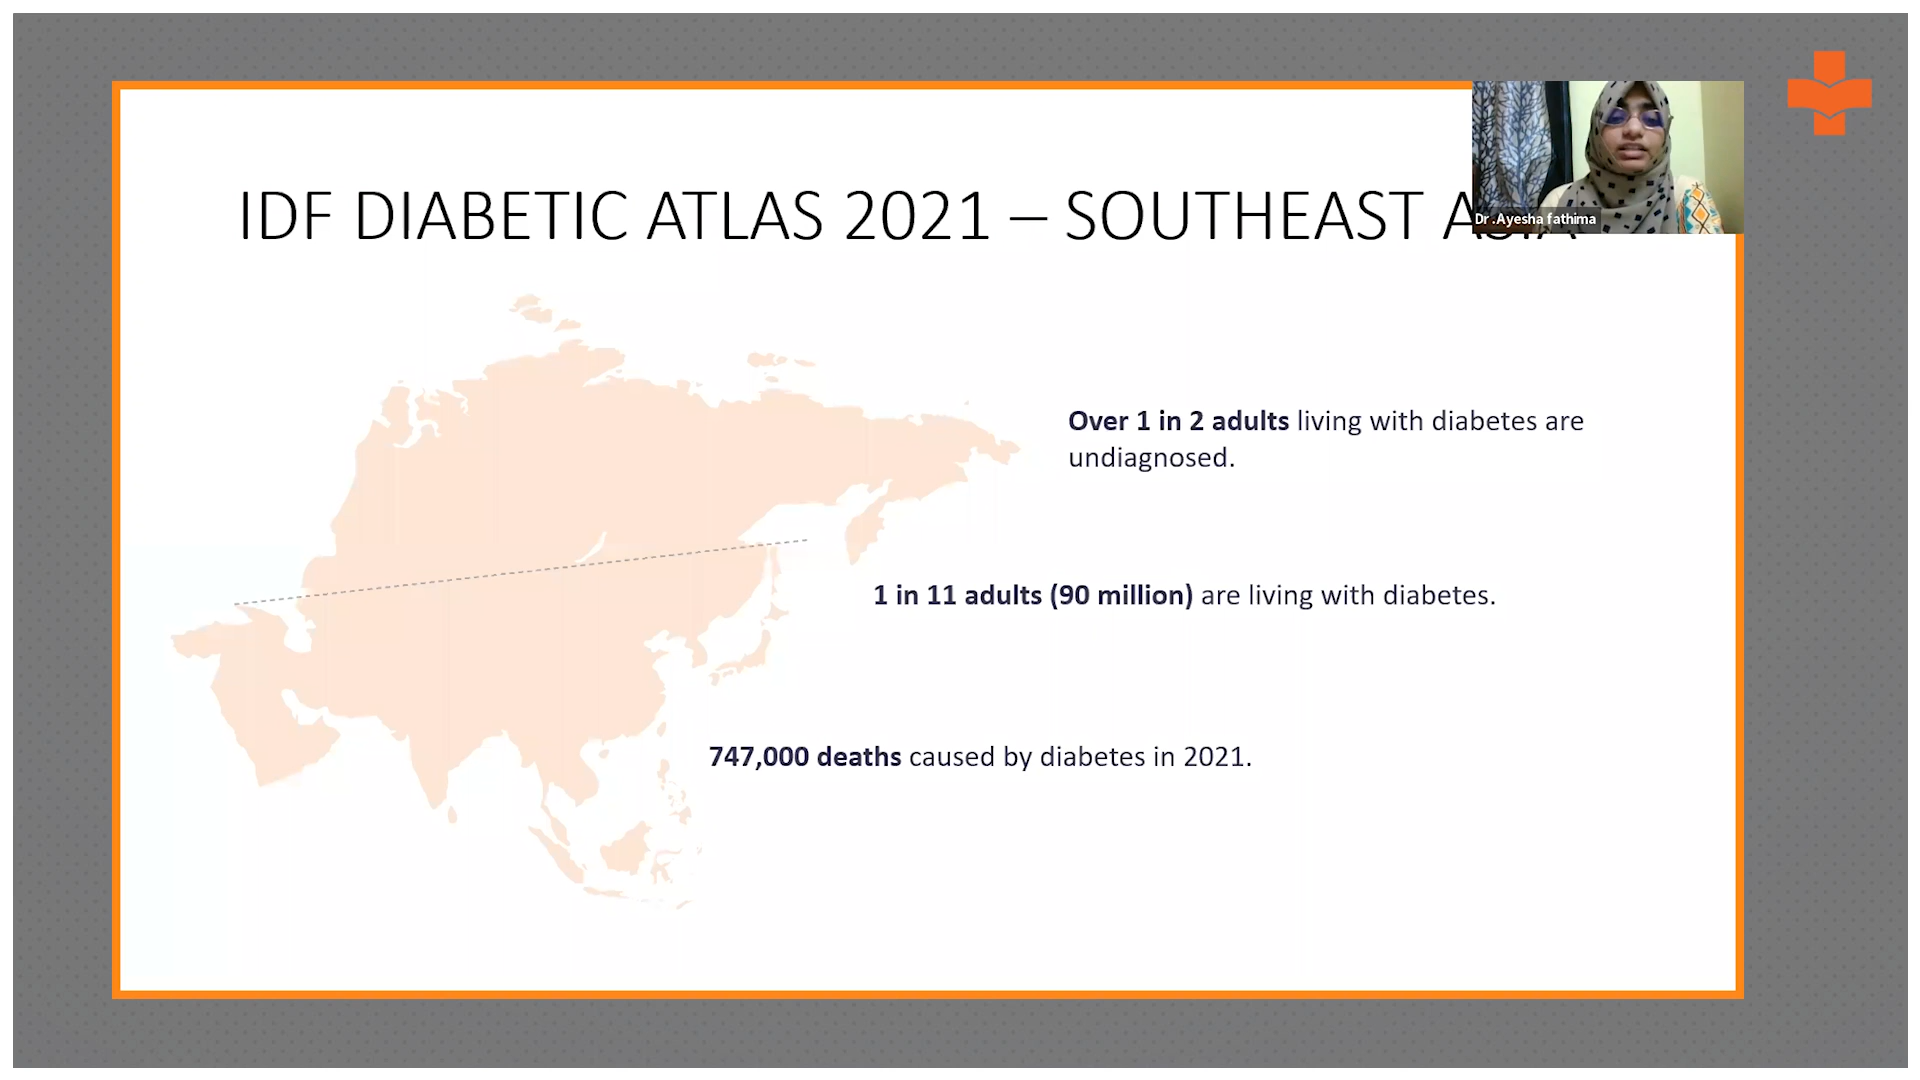 IDF DIABETIC ATLAS 2021 – SOUTHEAST ASIA
Dr .Ayesha fathima
Over 1 in 2 adults living with diabetes are
undiagnosed.
1 in 11 adults (90 million) are living with diabetes.
747,000 deaths caused by diabetes in 2021.